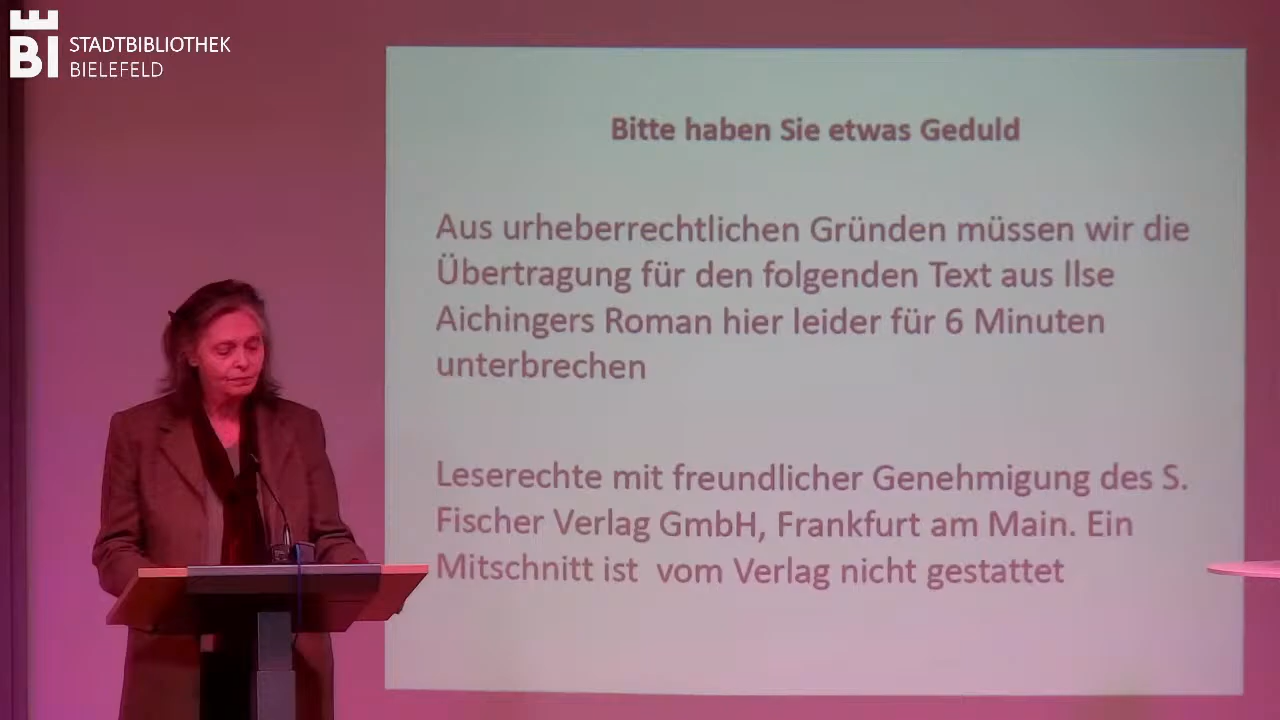 BI STADTBIBLIOTHEK
BIELEFELD
Bitte haben Sie etwas Geduld
Aus urheberrechtlichen Gründen müssen wir die
Übertragung für den folgenden Text aus Ilse
Aichingers Roman hier leider für 6 Minuten
unterbrechen
Leserechte mit freundlicher Genehmigung des S.
Fischer Verlag GmbH, Frankfurt am Main. Ein
Mitschnitt ist vom Verlag nicht gestattet